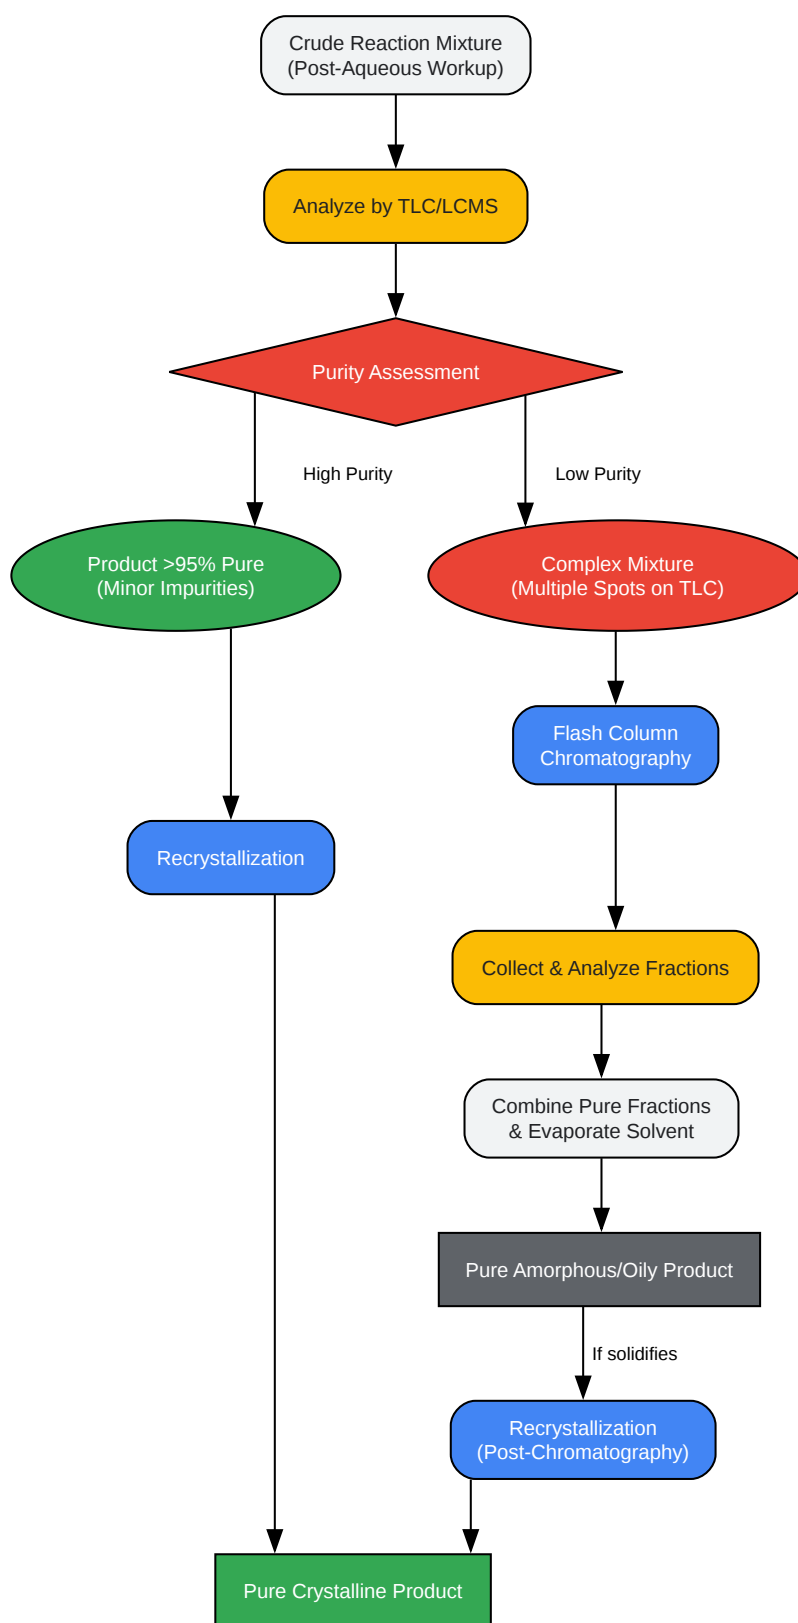 Crude Reaction Mixture
(Post-Aqueous Workup)
Analyze by TLC/LCMS
Purity Assessment
High Purity
Low Purity
Product >95% Pure
(Minor Impurities)
Complex Mixture
(Multiple Spots on TLC)
Flash Column
Chromatography
Recrystallization
Collect & Analyze Fractions
Combine Pure Fractions
& Evaporate Solvent
Pure Amorphous/Oily Product
If solidifies
Recrystallization
(Post-Chromatography)
Pure Crystalline Product